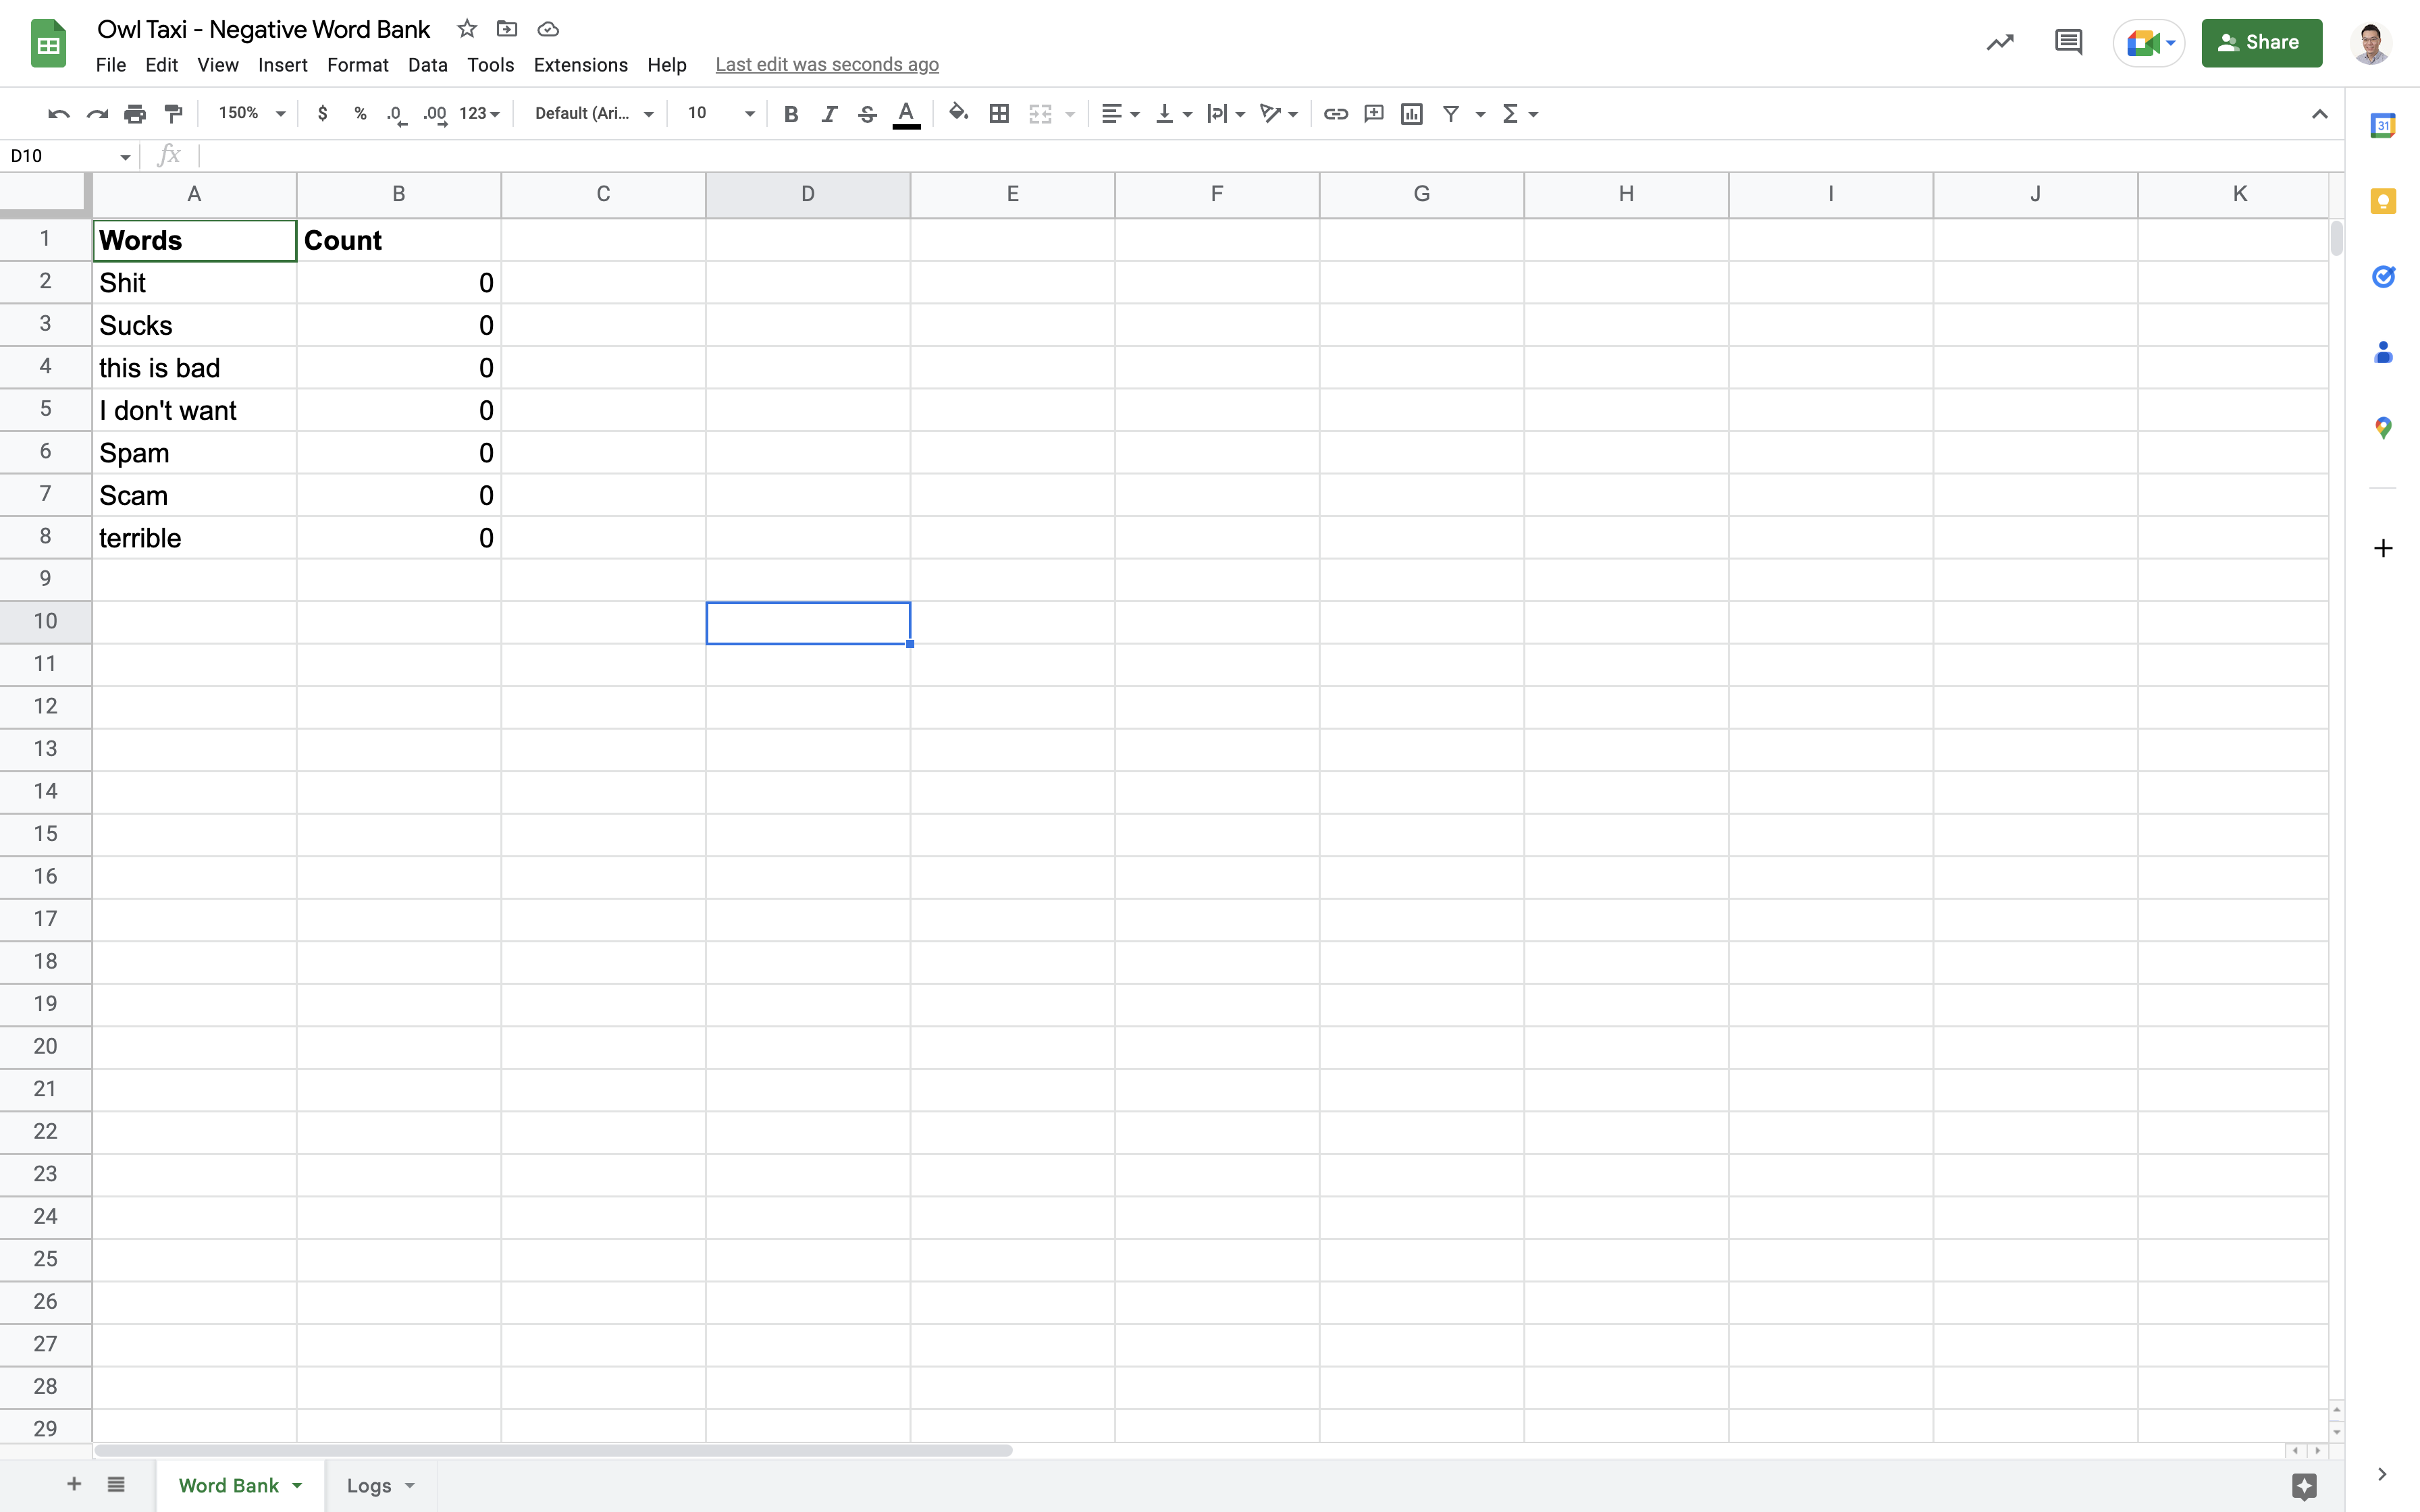 Owl Taxi - Negative Word Bank
File Edit View Insert Format Data Tools Extensions Help Last edit was seconds ago
Share
150% $ % .0 .00 123 Default (Ari... 10 B I S A
31
D10 fx
A B C D E F G H I J K
1 Words Count
2 Shit 0
3 Sucks 0
4 this is bad 0
5 I don't want 0
6 Spam 0
7 Scam 0
8 terrible 0
9
10
11
12
13
14
15
16
17
18
19
20
21
22
23
24
25
26
27
28
29
Word Bank Logs